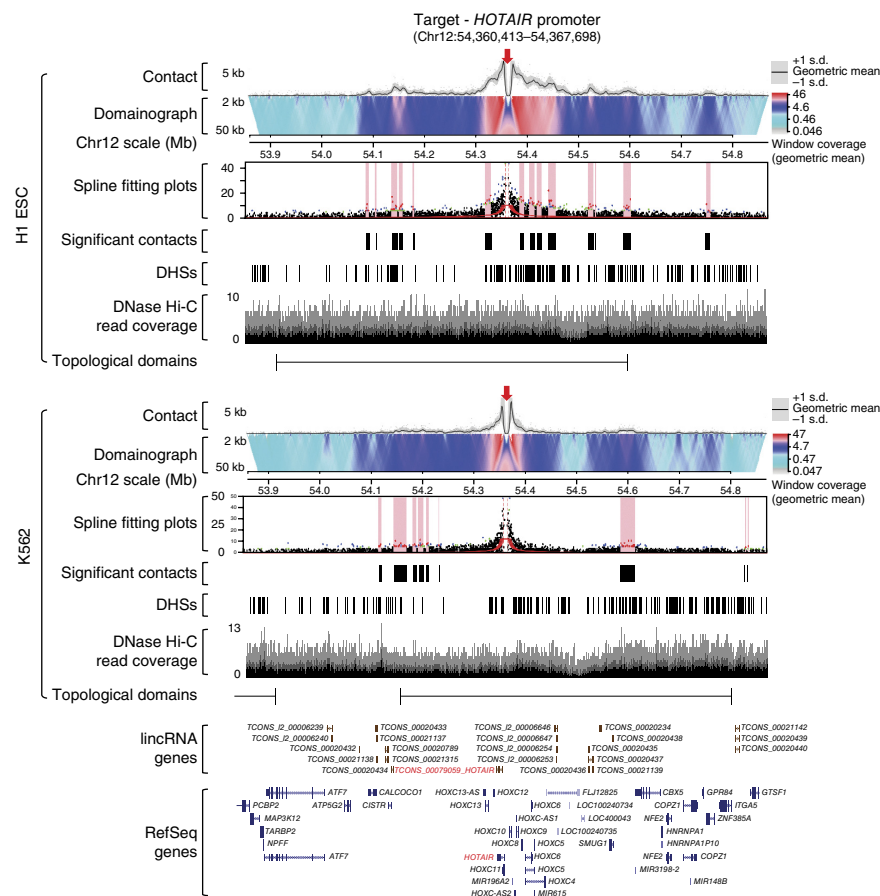 Target - HOTAIR promoter
(Chr12:54,360,413–54,367,698)
H1 ESC
Contact
5 kb
+1 s.d.
Geometric mean
−1 s.d.
Domainograph
2 kb
50 kb
46
4.6
0.46
0.046
Window coverage
(geometric mean)
Chr12 scale (Mb)
53.9 54.0 54.1 54.2 54.3 54.4 54.5 54.6 54.7 54.8
Spline fitting plots
40
20
0
Significant contacts
DHSs
DNase Hi-C
read coverage
10
0
Topological domains
K562
Contact
5 kb
+1 s.d.
Geometric mean
−1 s.d.
Domainograph
2 kb
50 kb
47
4.7
0.47
0.047
Window coverage
(geometric mean)
Chr12 scale (Mb)
53.9 54.0 54.1 54.2 54.3 54.4 54.5 54.6 54.7 54.8
Spline fitting plots
50
25
0
50
40
30
20
10
0
Significant contacts
DHSs
DNase Hi-C
read coverage
13
0
Topological domains
lincRNA
genes
TCONS_l2_00006239 TCONS_00020433 TCONS_l2_00006646 TCONS_00020234 TCONS_00021142
TCONS_l2_00006240 TCONS_00021137 TCONS_l2_00006647 TCONS_00020438 TCONS_00020439
TCONS_00020432 TCONS_00020789 TCONS_l2_00006254 TCONS_00020435 TCONS_00020440
TCONS_00021138 TCONS_00021315 TCONS_l2_00006253 TCONS_00020437
TCONS_00020434 TCONS_00079059_HOTAIR TCONS_00020436 TCONS_00021139
RefSeq
genes
ATF7 CALCOCO1 HOXC13-AS HOXC12 FLJ12825 CBX5 GPR84 GTSF1
PCBP2 ATP5G2 CISTR HOXC13 HOXC6 LOC100240734 COPZ1 ITGA5
MAP3K12 HOXC-AS1 LOC400043 NFE2 ZNF385A
TARBP2 HOXC10 HOXC9 LOC100240735 HNRNPA1
NPFF HOXC8 HOXC5 SMUG1 HNRNPA1P10
ATF7 HOTAIR HOXC6 NFE2 COPZ1
HOXC11 HOXC5 MIR3198-2
MIR196A2 HOXC4 MIR148B
HOXC-AS2 MIR615